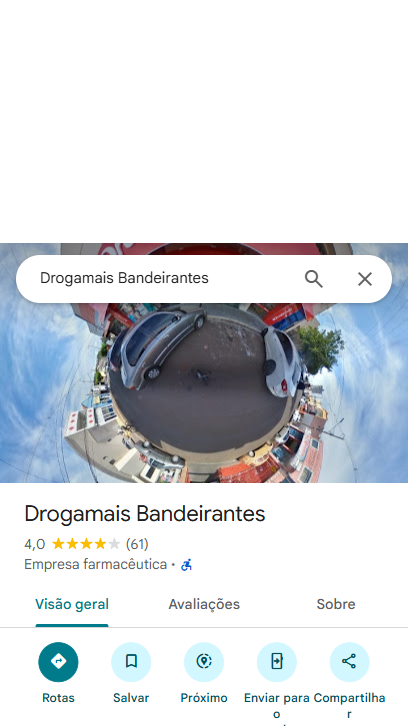 Drogamais Bandeirantes
Drogamais Bandeirantes
4,0 (61)
Empresa farmacêutica ·
Visão geral Avaliações Sobre
Rotas Salvar Próximo Enviar para o Compartilhar